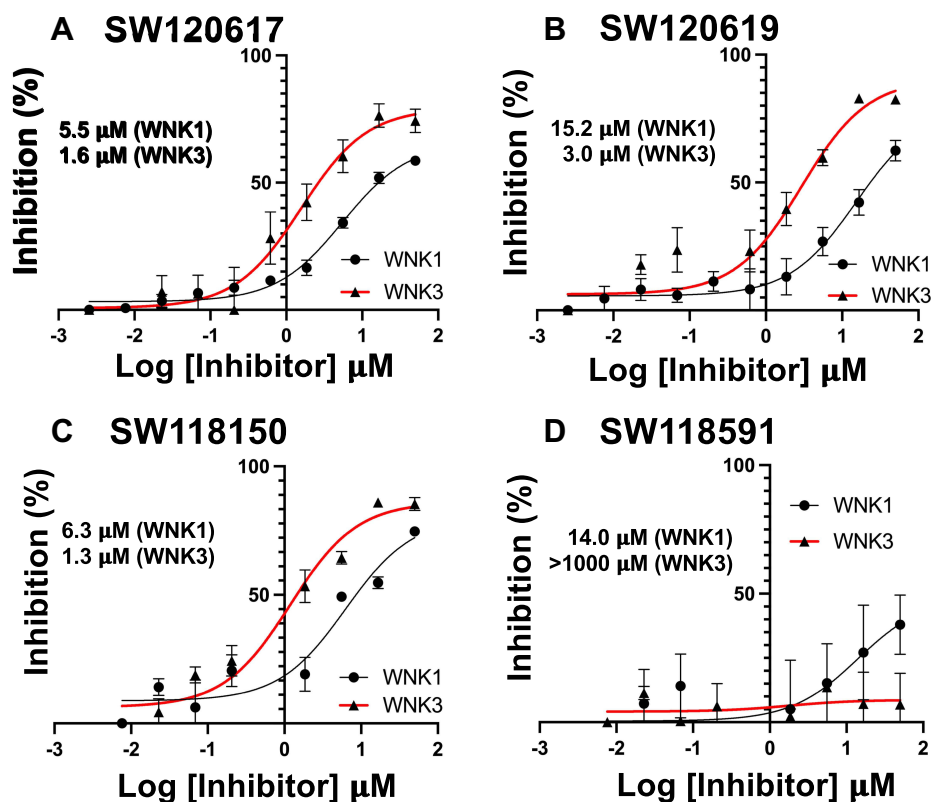 A SW120617
100
Inhibition (%)
5.5 μM (WNK1)
1.6 μM (WNK3)
50
WNK1
WNK3
-3 -2 -1 0 1 2
Log [Inhibitor] μM
B SW120619
100
Inhibition (%)
15.2 μM (WNK1)
3.0 μM (WNK3)
50
WNK1
WNK3
-3 -2 -1 0 1 2
Log [Inhibitor] μM
C SW118150
100
Inhibition (%)
6.3 μM (WNK1)
1.3 μM (WNK3)
50
WNK1
WNK3
-3 -2 -1 0 1 2
Log [Inhibitor] μM
D SW118591
100
Inhibition (%)
WNK1
WNK3
14.0 μM (WNK1)
>1000 μM (WNK3)
50
-3 -2 -1 0 1 2
Log [Inhibitor] μM